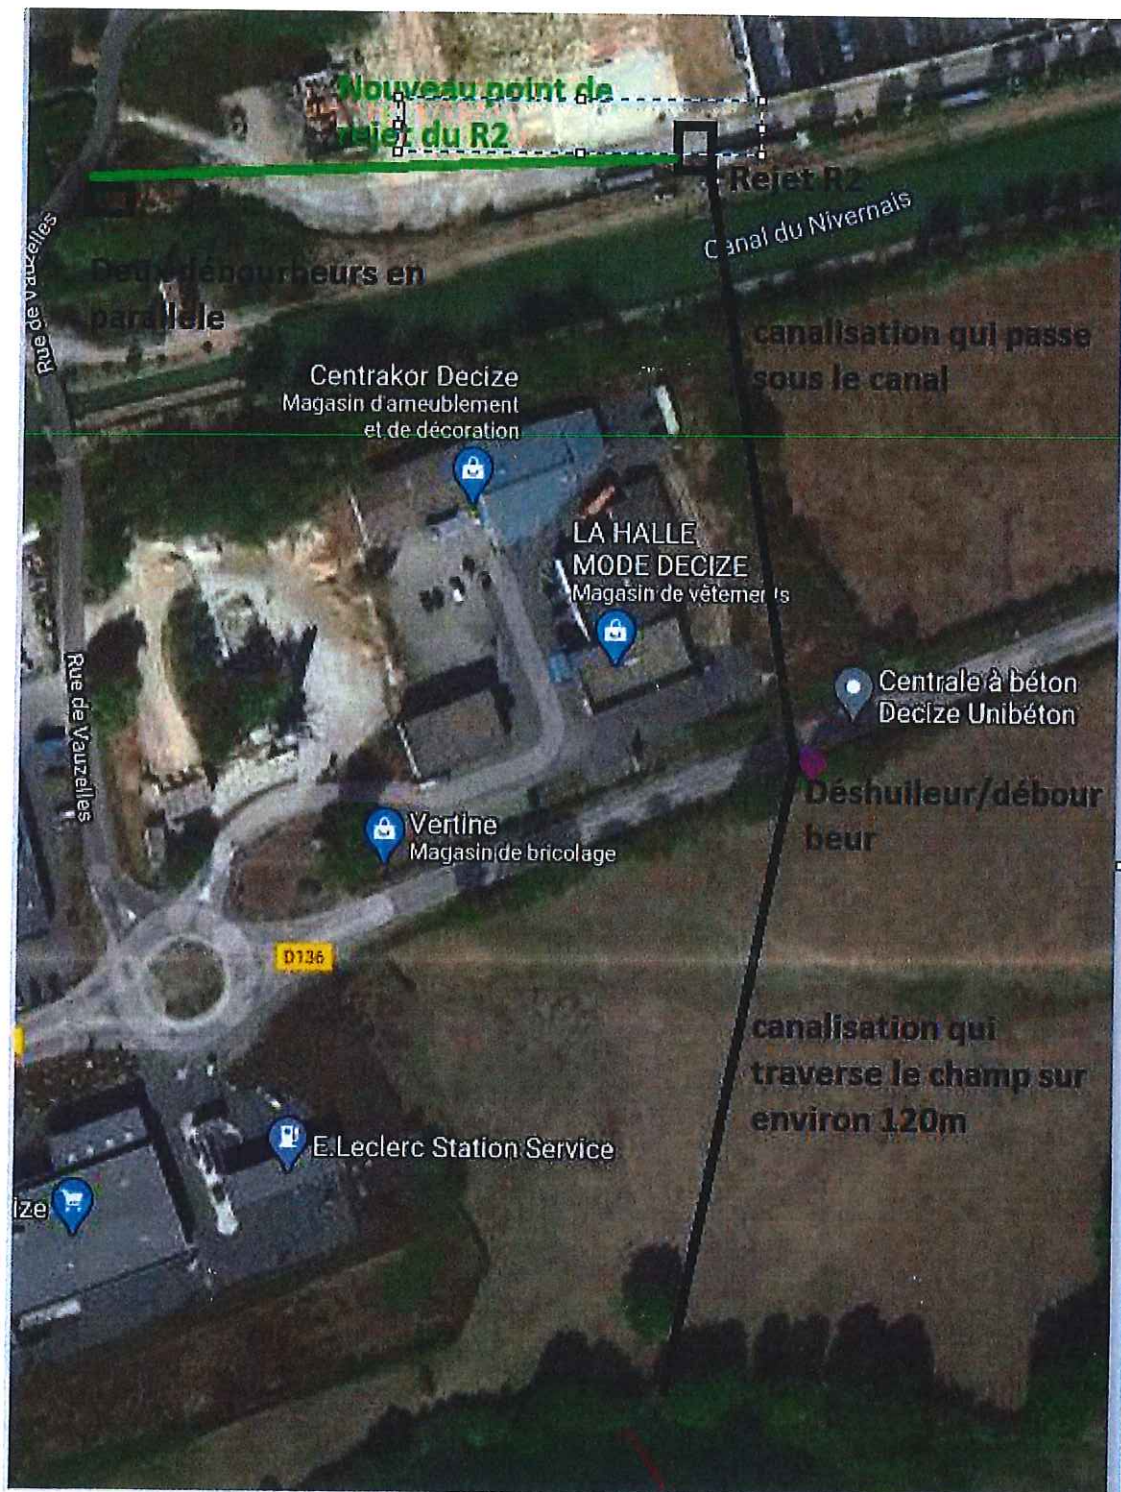 Nouveau point de
rejet du R2
Rejet R2
Canal du Nivernais
Rue de Vauzelles
Deux débourbeurs en
parallele
canalisation qui passe
sous le canal
Centrakor Decize
Magasin d'ameublement
et de décoration
LA HALLE
MODE DECIZE
Magasin de vêtements
Rue de Vauzelles
Centrale à béton
Decize Unibéton
Déshuileur/débour
beur
Vertine
Magasin de bricolage
D136
canalisation qui
traverse le champ sur
environ 120m
E.Leclerc Station Service
ize